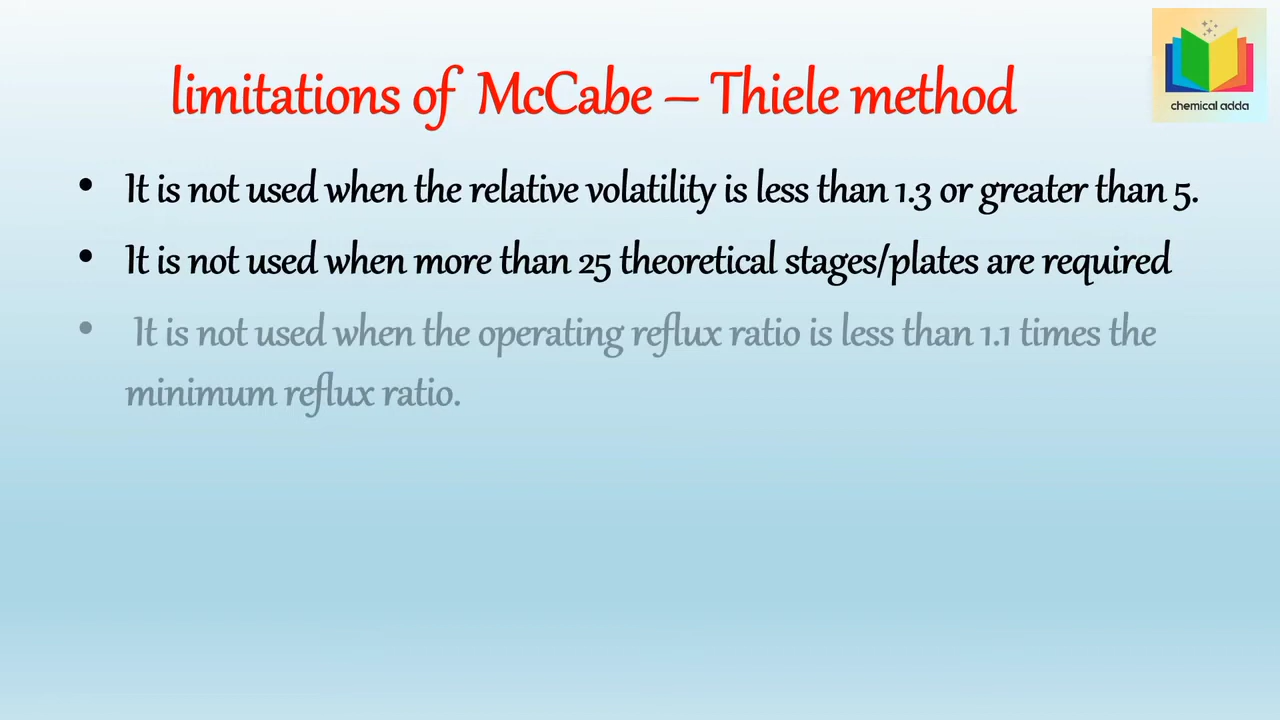 limitations of McCabe – Thiele method
chemical adda
• It is not used when the relative volatility is less than 1.3 or greater than 5.
• It is not used when more than 25 theoretical stages/plates are required
• It is not used when the operating reflux ratio is less than 1.1 times the
minimum reflux ratio.